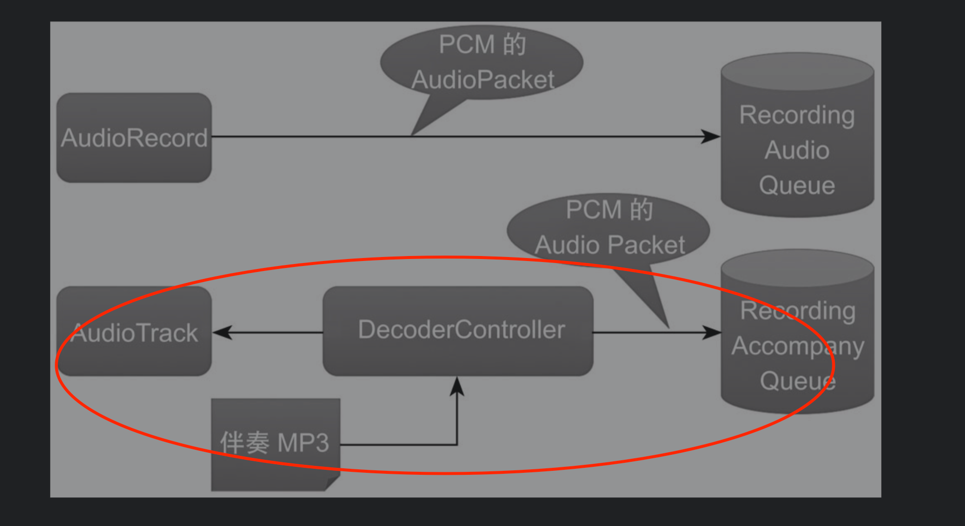 PCM 的
AudioPacket
AudioRecord
Recording
Audio
Queue
PCM 的
Audio Packet
AudioTrack
DecoderController
Recording
Accompany
Queue
伴奏 MP3